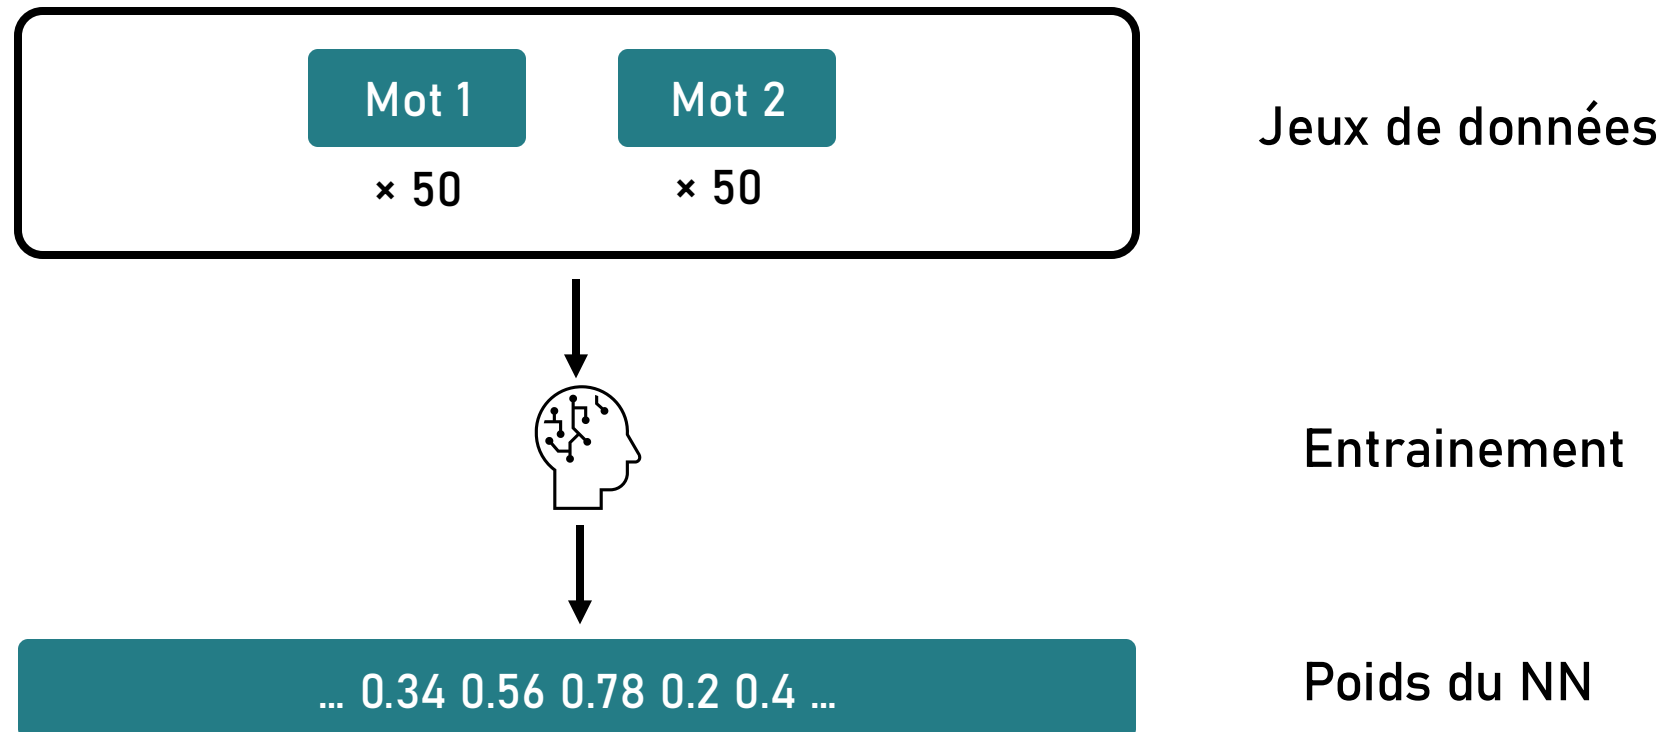 Mot 1
Mot 2
× 50
× 50
Jeux de données
Entrainement
... 0.34 0.56 0.78 0.2 0.4 ...
Poids du NN